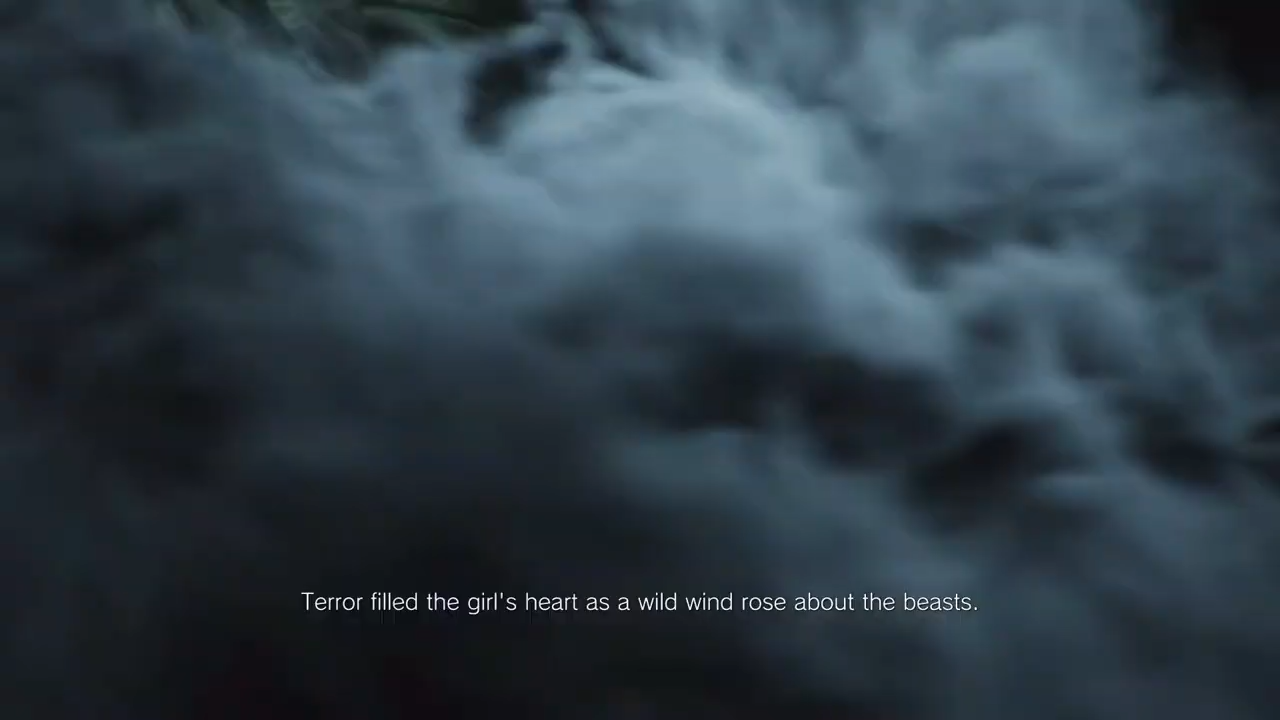 Terror filled the girl's heart as a wild wind rose about the beasts.